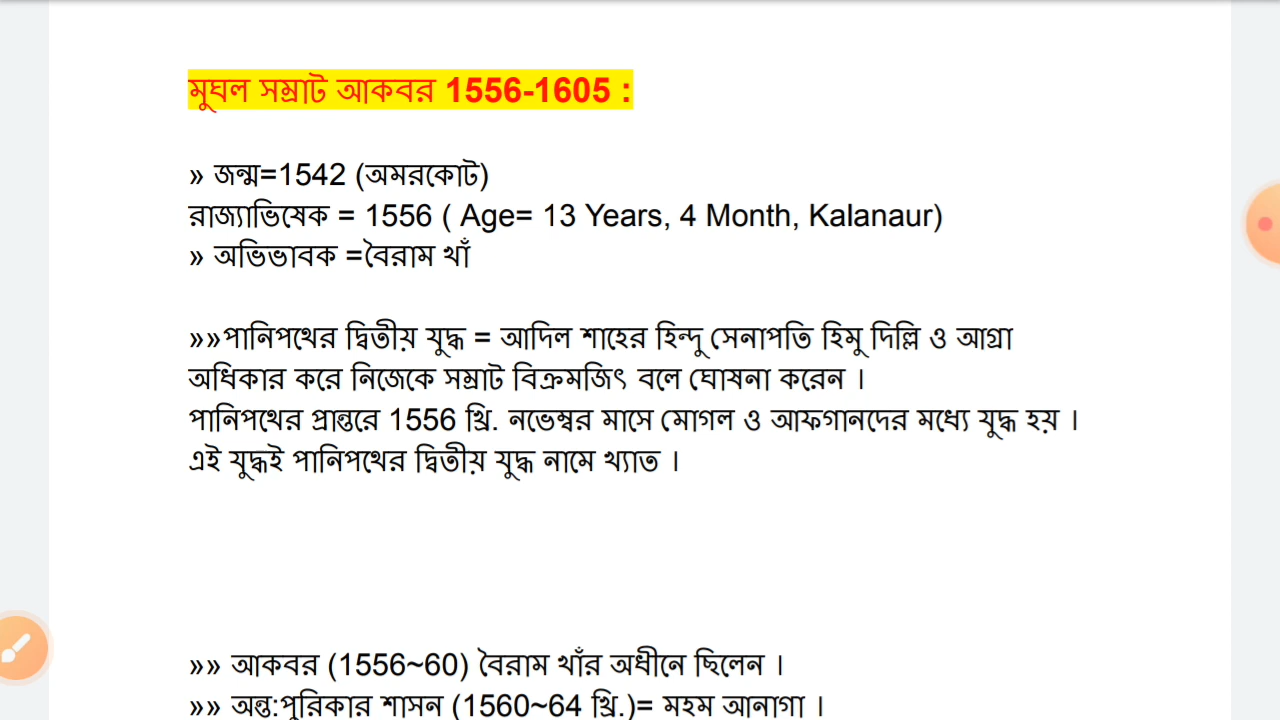 মুঘল সম্রাট আকবর 1556-1605 :
» জন্ম=1542 (অমরকোট)
রাজ্যাভিষেক = 1556 ( Age= 13 Years, 4 Month, Kalanaur)
» অভিভাবক =বৈরাম খাঁ
»»পানিপথের দ্বিতীয় যুদ্ধ = আদিল শাহের হিন্দু সেনাপতি হিমু দিল্লি ও আগ্রা
অধিকার করে নিজেকে সম্রাট বিক্রমজিৎ বলে ঘোষনা করেন ।
পানিপথের প্রান্তরে 1556 খ্রি. নভেম্বর মাসে মোগল ও আফগানদের মধ্যে যুদ্ধ হয় ।
এই যুদ্ধই পানিপথের দ্বিতীয় যুদ্ধ নামে খ্যাত ।
»» আকবর (1556~60) বৈরাম খাঁর অধীনে ছিলেন ।
»» অন্ত:পুরিকার শাসন (1560~64 খ্রি.)= মহম আনাগা ।